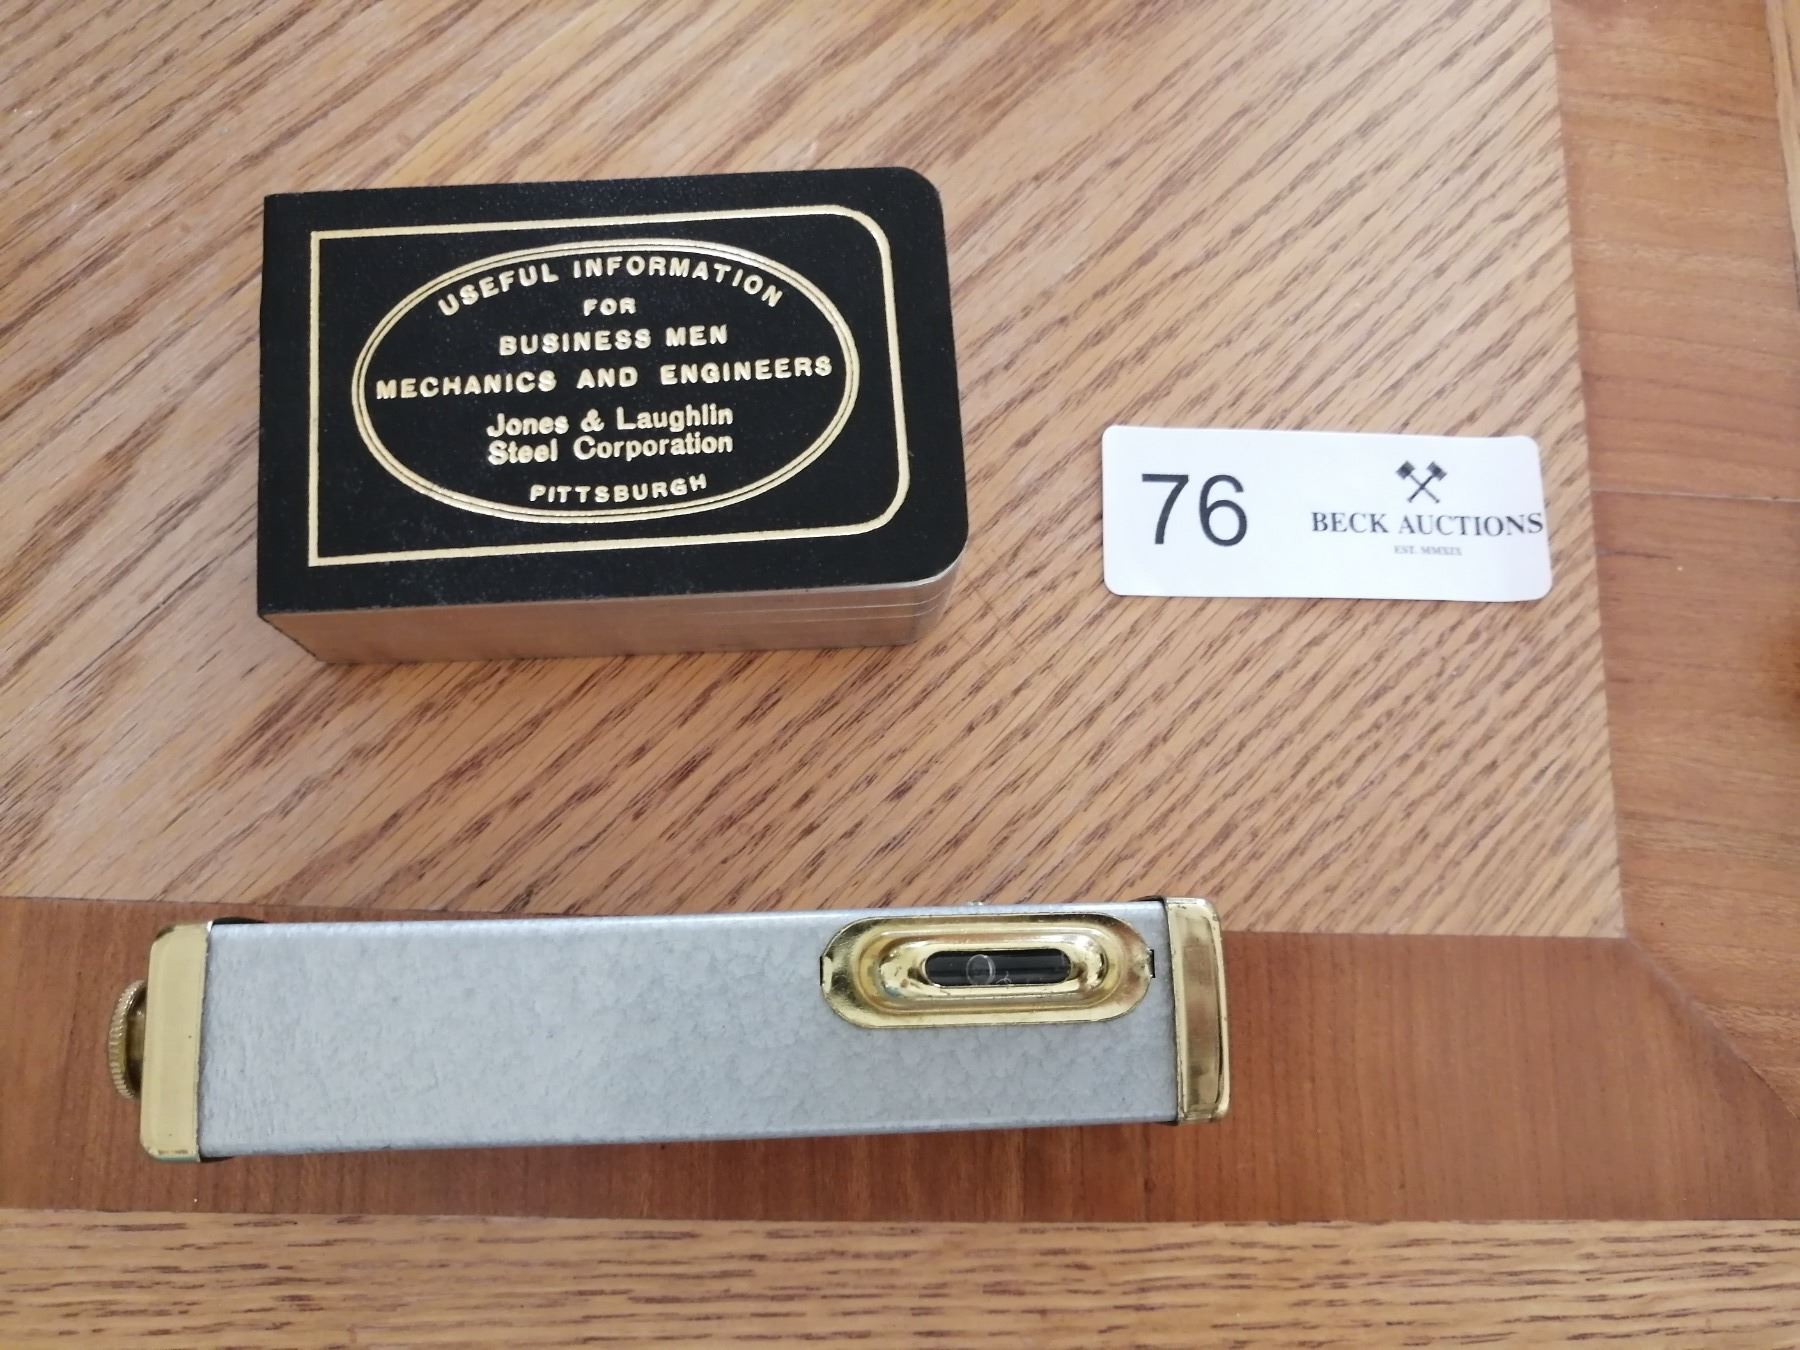 USEFUL INFORMATION
FOR
BUSINESS MEN
MECHANICS AND ENGINEERS
Jones & Laughlin
Steel Corporation
PITTSBURGH
76
BECK AUCTIONS
EST. MMXIX